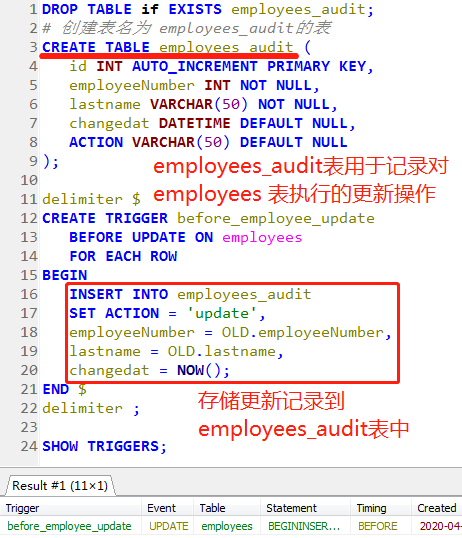 1 DROP TABLE if EXISTS employees_audit;
2 # 创建表名为 employees_audit的表
3 CREATE TABLE employees_audit (
4 id INT AUTO_INCREMENT PRIMARY KEY,
5 employeeNumber INT NOT NULL,
6 lastname VARCHAR(50) NOT NULL,
7 changedat DATETIME DEFAULT NULL,
8 ACTION VARCHAR(50) DEFAULT NULL
9 );
employees_audit表用于记录对
10
employees 表执行的更新操作
11 delimiter $
12 CREATE TRIGGER before_employee_update
13 BEFORE UPDATE ON employees
14 FOR EACH ROW
15 BEGIN
16 INSERT INTO employees_audit
17 SET ACTION = 'update',
18 employeeNumber = OLD.employeeNumber,
19 lastname = OLD.lastname,
20 changedat = NOW();
21 END $
存储更新记录到
22 delimiter ;
employees_audit表中
23
24 SHOW TRIGGERS;
Result #1 (11×1)
Trigger Event Table Statement Timing Created
before_employee_update UPDATE employees BEGININSER... BEFORE 2020-04-